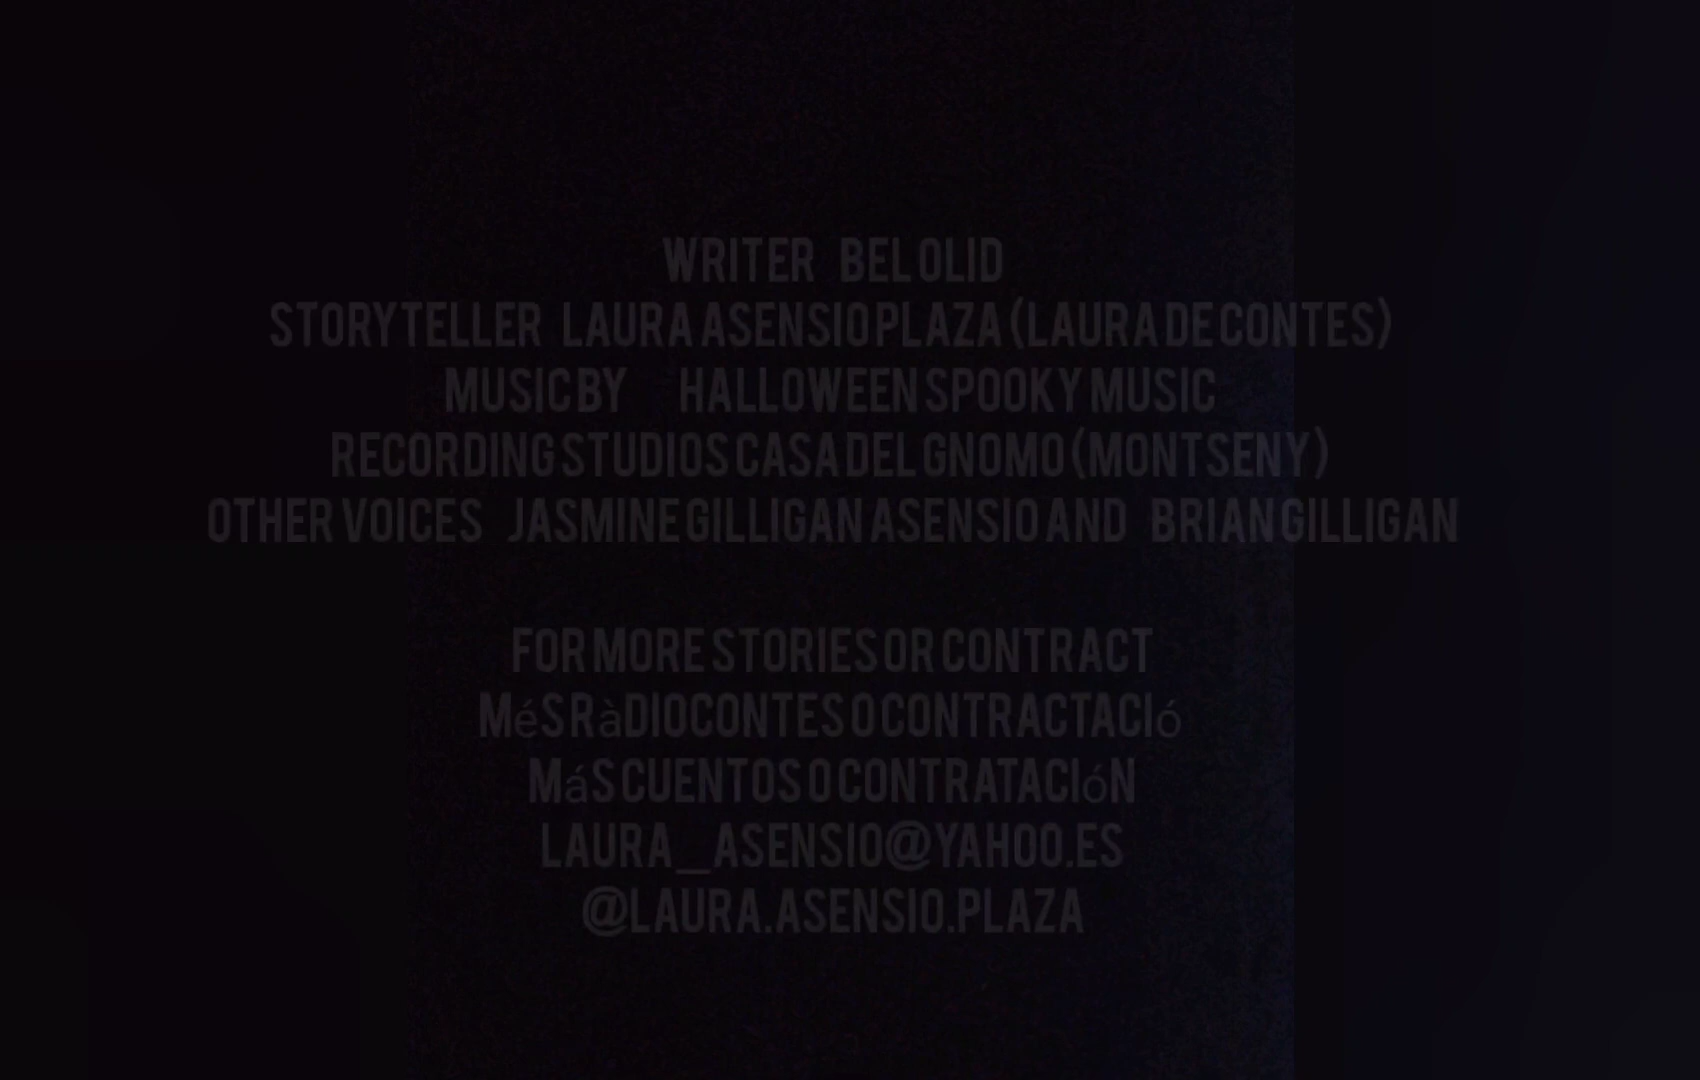 WRITER BEL OLID
STORYTELLER LAURA ASENSIO PLAZA (LAURA DE CONTES)
MUSIC BY HALLOWEEN SPOOKY MUSIC
RECORDING STUDIOS CASA DEL GNOMO (MONTSENY)
OTHER VOICES JASMINE GILLIGAN ASENSIO AND BRIAN GILLIGAN
FOR MORE STORIES OR CONTRACT
MéS RàDIOCONTES O CONTRACTACIó
MáS CUENTOS O CONTRATACIóN
LAURA_ASENSIO@YAHOO.ES
@LAURA.ASENSIO.PLAZA